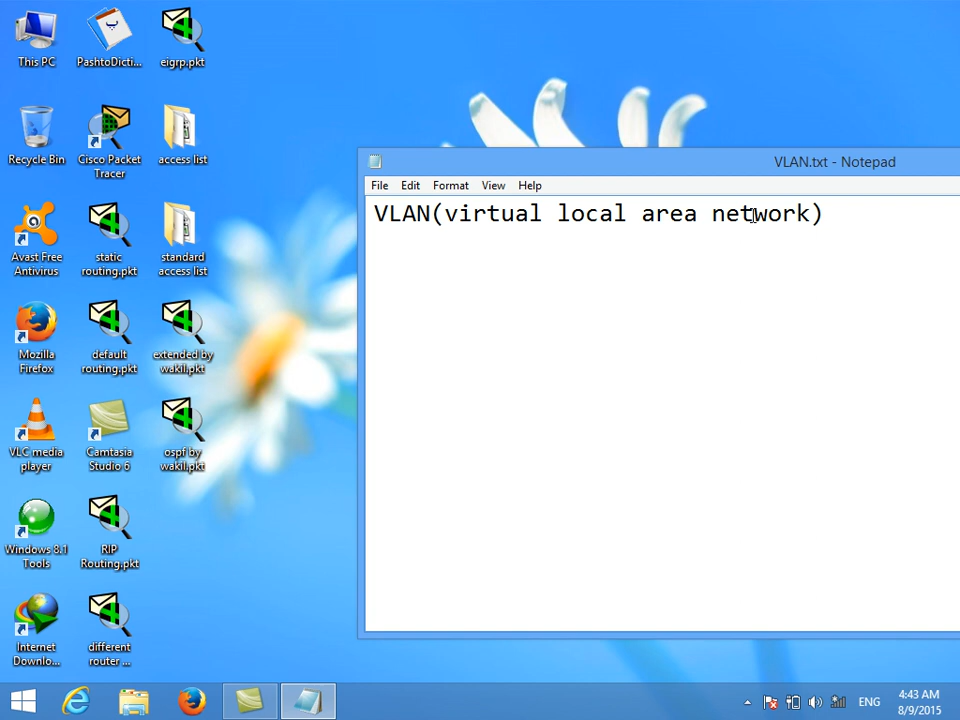 This PC
PashtoDicti...
eigrp.pkt
Recycle Bin
Cisco Packet
Tracer
access list
Avast Free
Antivirus
static
routing.pkt
standard
access list
Mozilla
Firefox
default
routing.pkt
extended by
wakil.pkt
VLC media
player
Camtasia
Studio 6
ospf by
wakil.pkt
Windows 8.1
Tools
RIP
Routing.pkt
Internet
Downlo...
different
router ...
VLAN.txt - Notepad
File Edit Format View Help
VLAN(virtual local area network)
ENG
4:43 AM
8/9/2015